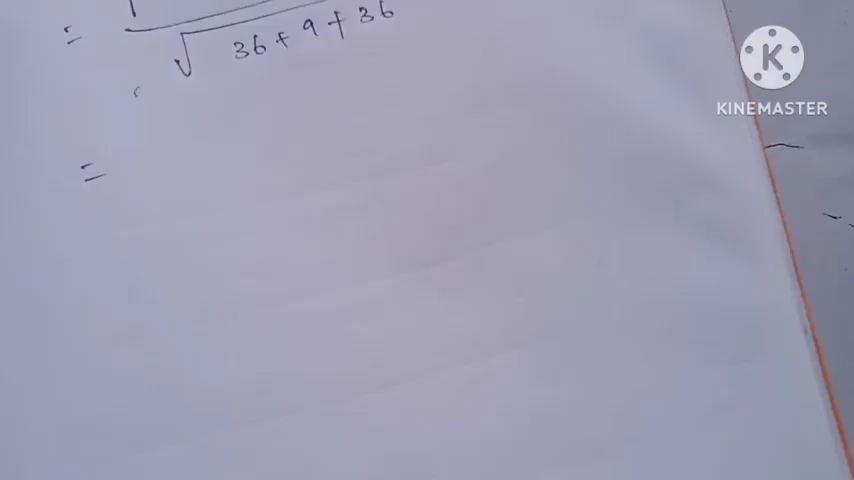 =
√ 36 + 9 + 36
=
K
KINEMASTER